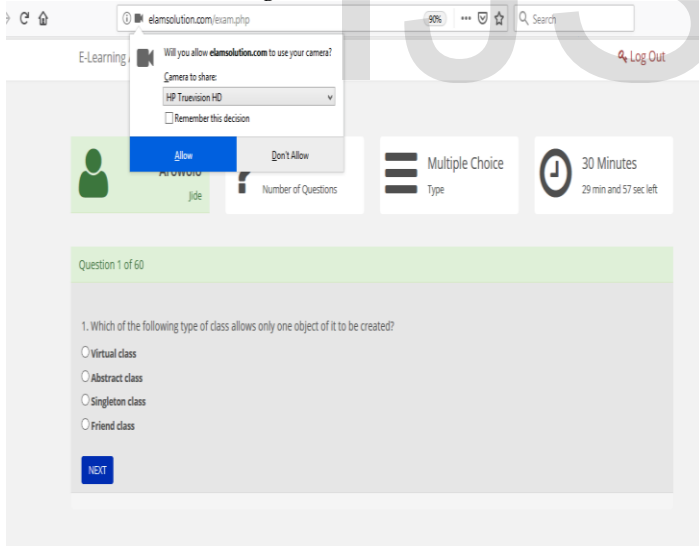 elamsolution.com/exam.php
90%
Search
E-Learning
Log Out
Will you allow elamsolution.com to use your camera?
Camera to share:
HP Truevision HD
Remember this decision
Allow
Don't Allow
Jide
Number of Questions
Multiple Choice
Type
30 Minutes
29 min and 57 sec left
Question 1 of 60
1. Which of the following type of class allows only one object of it to be created?
Virtual class
Abstract class
Singleton class
Friend class
NEXT